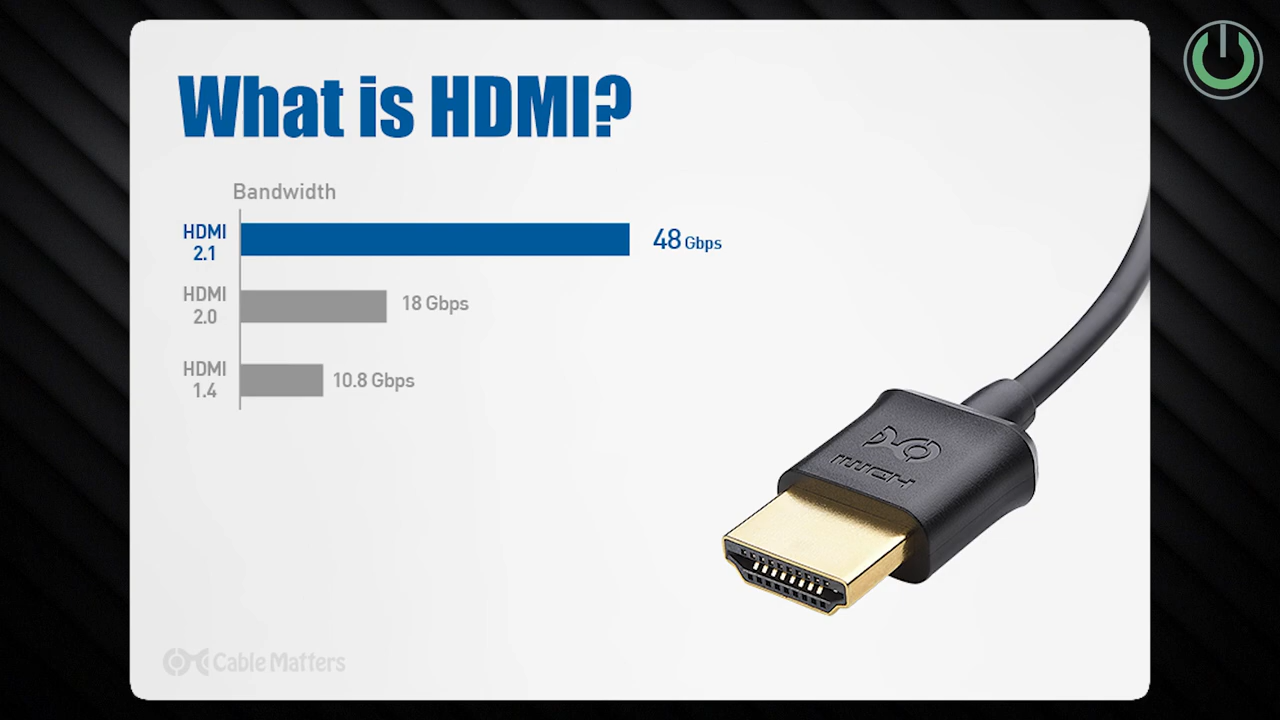 What is HDMI?
Bandwidth
HDMI
2.1
48 Gbps
HDMI
2.0
18 Gbps
HDMI
1.4
10.8 Gbps
HDMI
Cable Matters